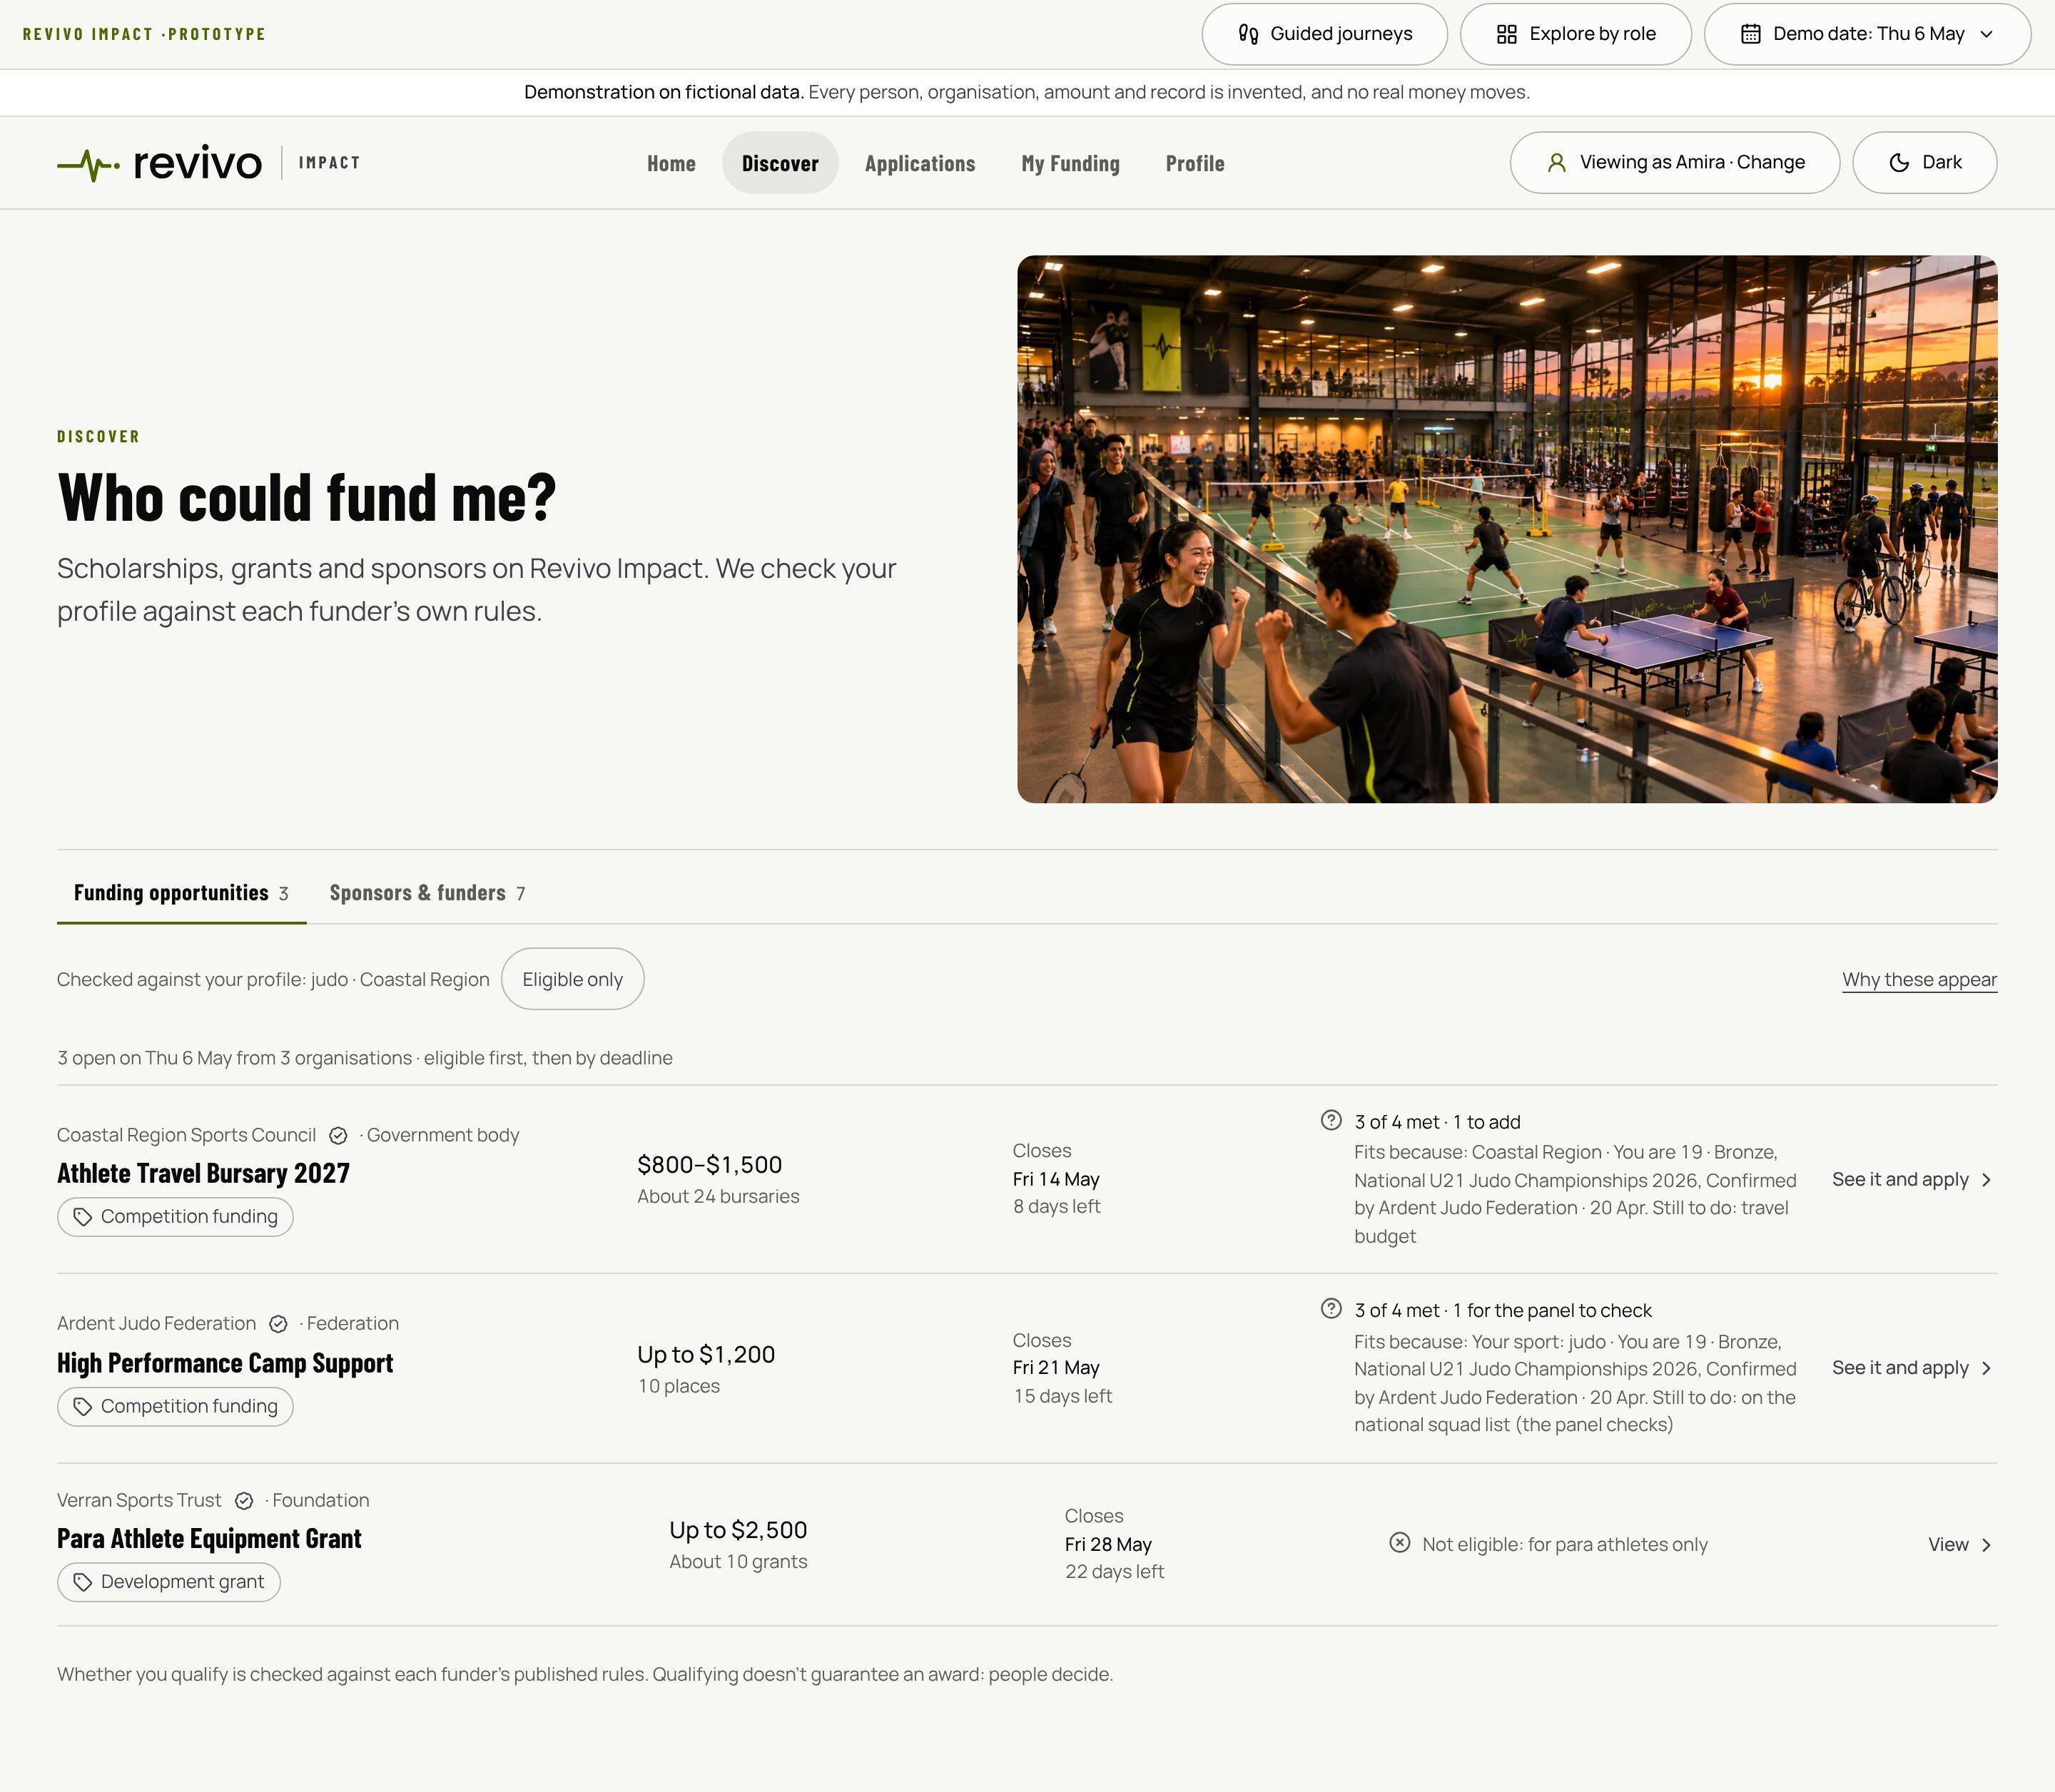 REVIVO IMPACT · PROTOTYPE
Guided journeys
Explore by role
Demo date: Thu 6 May
Demonstration on fictional data. Every person, organisation, amount and record is invented, and no real money moves.
revivo
IMPACT
Home
Discover
Applications
My Funding
Profile
Viewing as Amira · Change
Dark
DISCOVER
Who could fund me?
Scholarships, grants and sponsors on Revivo Impact. We check your
profile against each funder's own rules.
Funding opportunities 3
Sponsors & funders 7
Checked against your profile: judo · Coastal Region
Eligible only
Why these appear
3 open on Thu 6 May from 3 organisations · eligible first, then by deadline
Coastal Region Sports Council · Government body
Athlete Travel Bursary 2027
Competition funding
$800–$1,500
About 24 bursaries
Closes
Fri 14 May
8 days left
3 of 4 met · 1 to add
Fits because: Coastal Region · You are 19 · Bronze,
National U21 Judo Championships 2026, Confirmed
by Ardent Judo Federation · 20 Apr. Still to do: travel
budget
See it and apply
Ardent Judo Federation · Federation
High Performance Camp Support
Competition funding
Up to $1,200
10 places
Closes
Fri 21 May
15 days left
3 of 4 met · 1 for the panel to check
Fits because: Your sport: judo · You are 19 · Bronze,
National U21 Judo Championships 2026, Confirmed
by Ardent Judo Federation · 20 Apr. Still to do: on the
national squad list (the panel checks)
See it and apply
Verran Sports Trust · Foundation
Para Athlete Equipment Grant
Development grant
Up to $2,500
About 10 grants
Closes
Fri 28 May
22 days left
Not eligible: for para athletes only
View
Whether you qualify is checked against each funder's published rules. Qualifying doesn't guarantee an award: people decide.